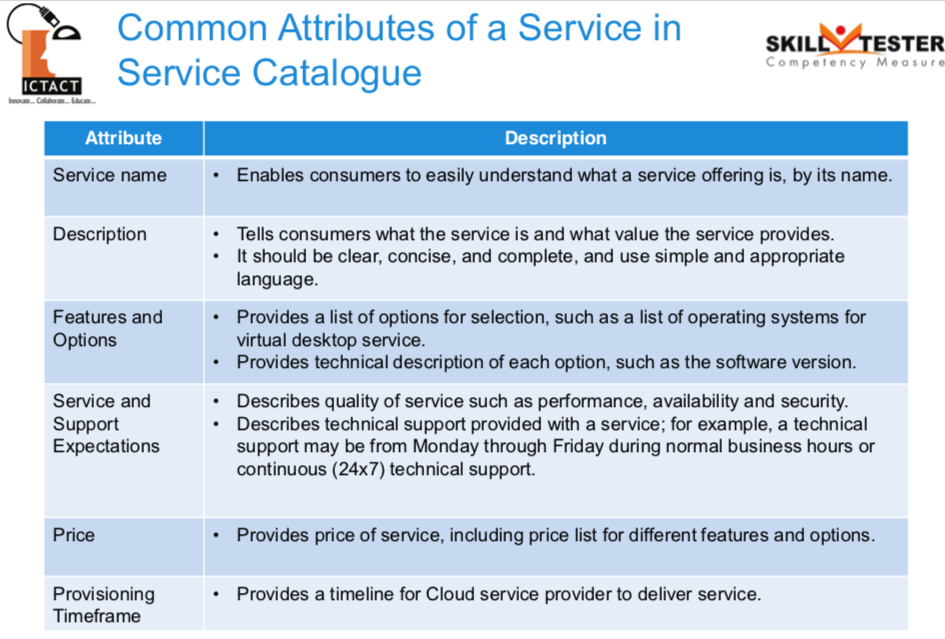 Common Attributes of a Service in
Service Catalogue
ICTACT
Innovate... Collaborate... Educate...
SKILL TESTER
Competency Measure
Attribute
Description
Service name
• Enables consumers to easily understand what a service offering is, by its name.
Description
• Tells consumers what the service is and what value the service provides.
• It should be clear, concise, and complete, and use simple and appropriate
language.
Features and
Options
• Provides a list of options for selection, such as a list of operating systems for
virtual desktop service.
• Provides technical description of each option, such as the software version.
Service and
Support
Expectations
• Describes quality of service such as performance, availability and security.
• Describes technical support provided with a service; for example, a technical
support may be from Monday through Friday during normal business hours or
continuous (24x7) technical support.
Price
• Provides price of service, including price list for different features and options.
Provisioning
Timeframe
• Provides a timeline for Cloud service provider to deliver service.